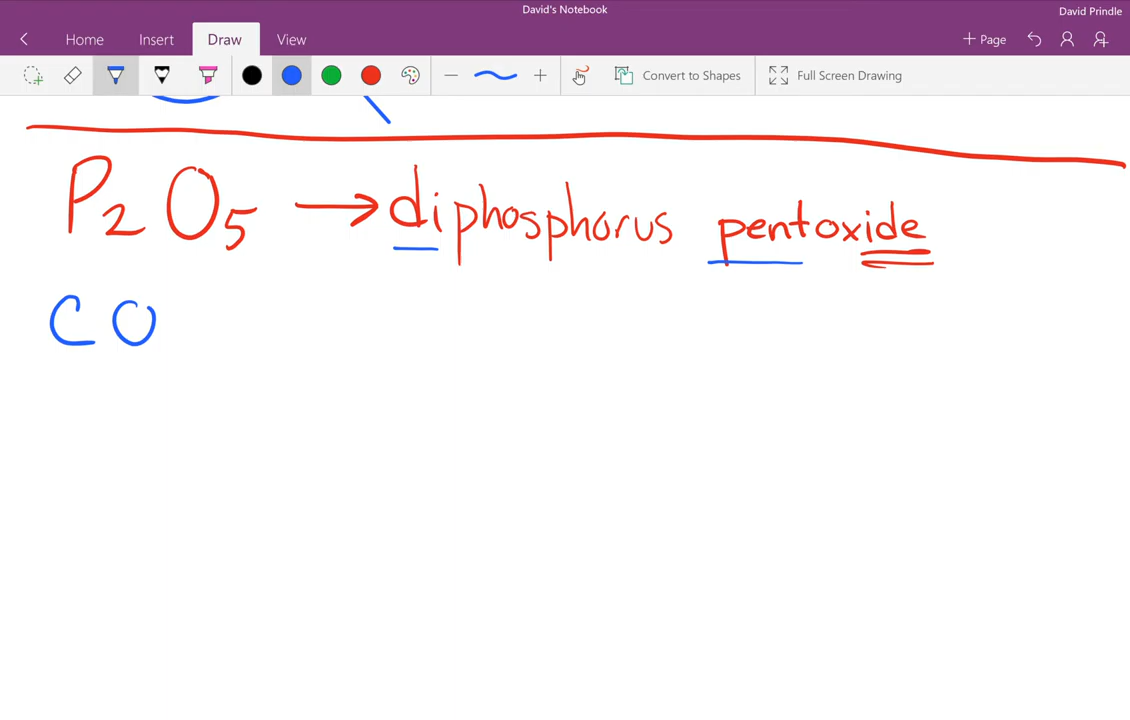 David's Notebook
David Prindle
Home Insert Draw View + Page
Convert to Shapes Full Screen Drawing
P₂O₅ → diphosphorus pentoxide
CO